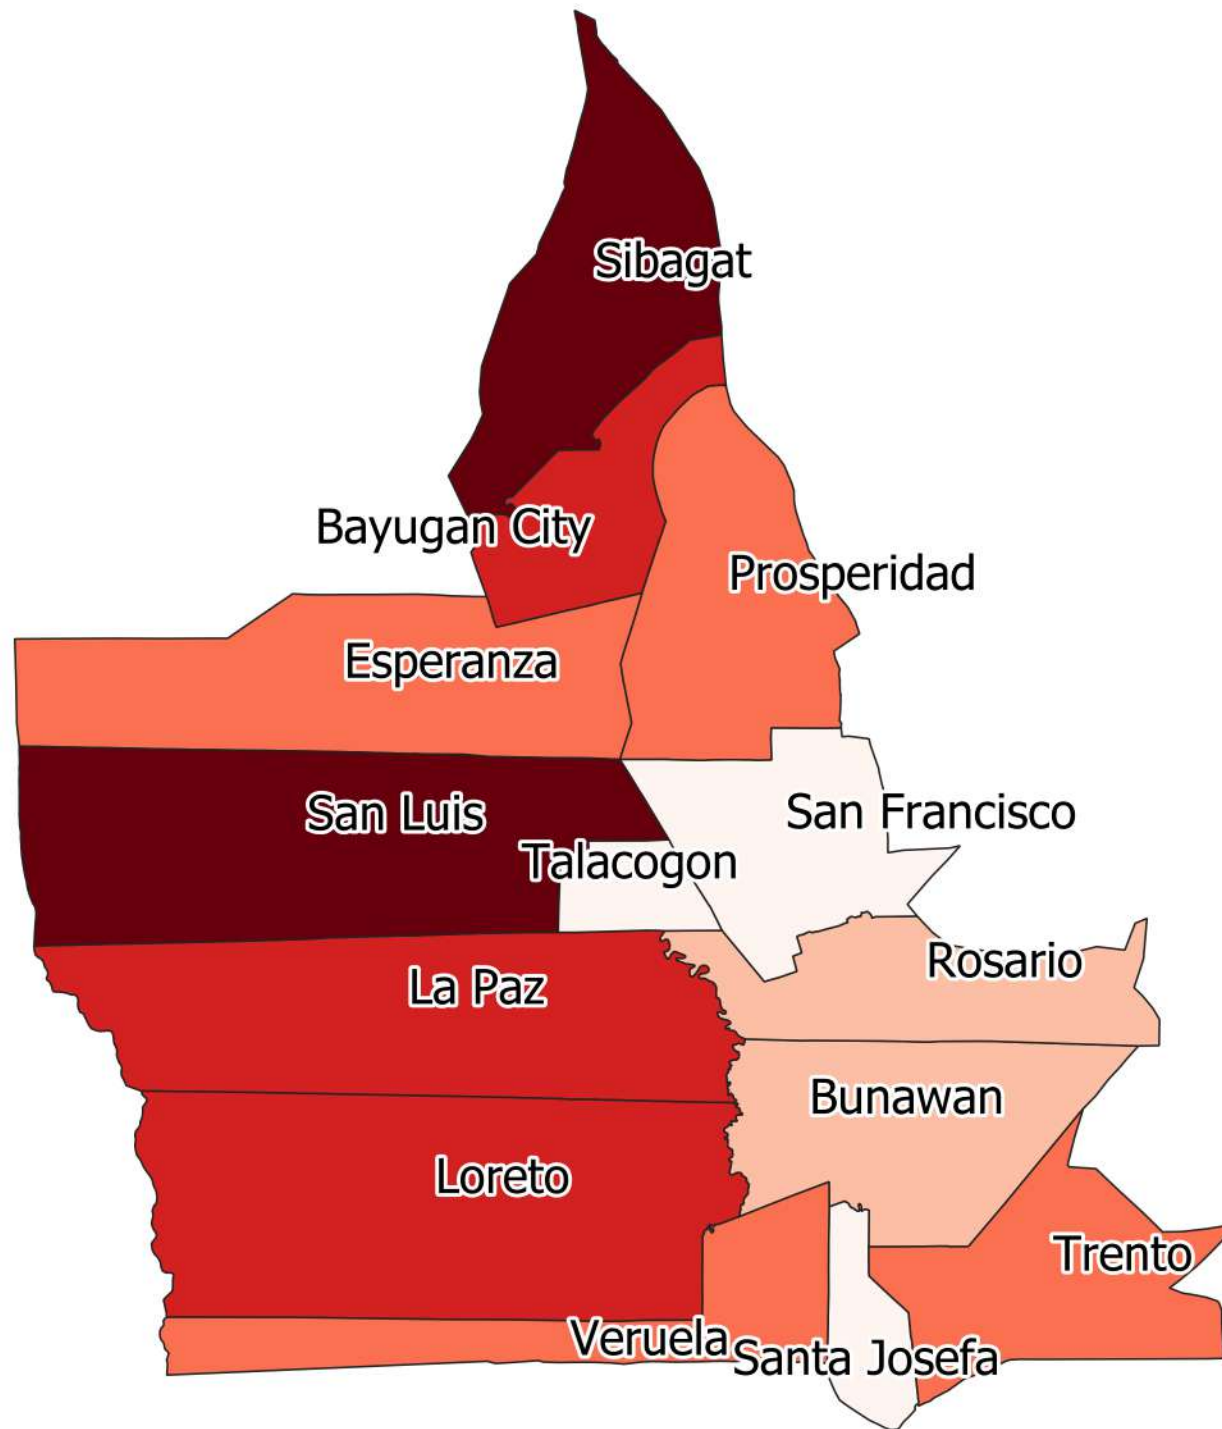 Sibagat
Bayugan City
Prosperidad
Esperanza
San Luis
San Francisco
Talacogon
Rosario
La Paz
Bunawan
Loreto
Trento
Veruela
Santa Josefa